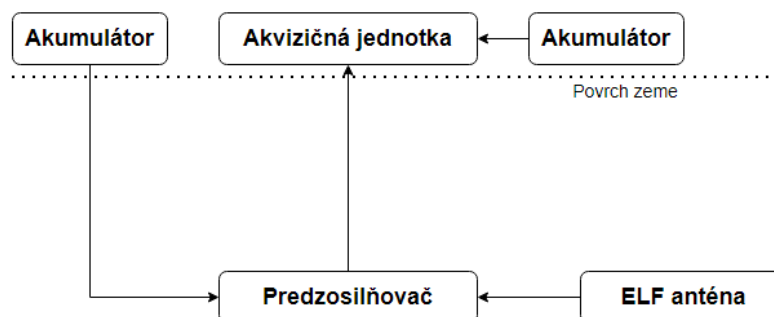 Akumulátor
Akvizičná jednotka
Akumulátor
Povrch zeme
Predzosilňovač
ELF anténa